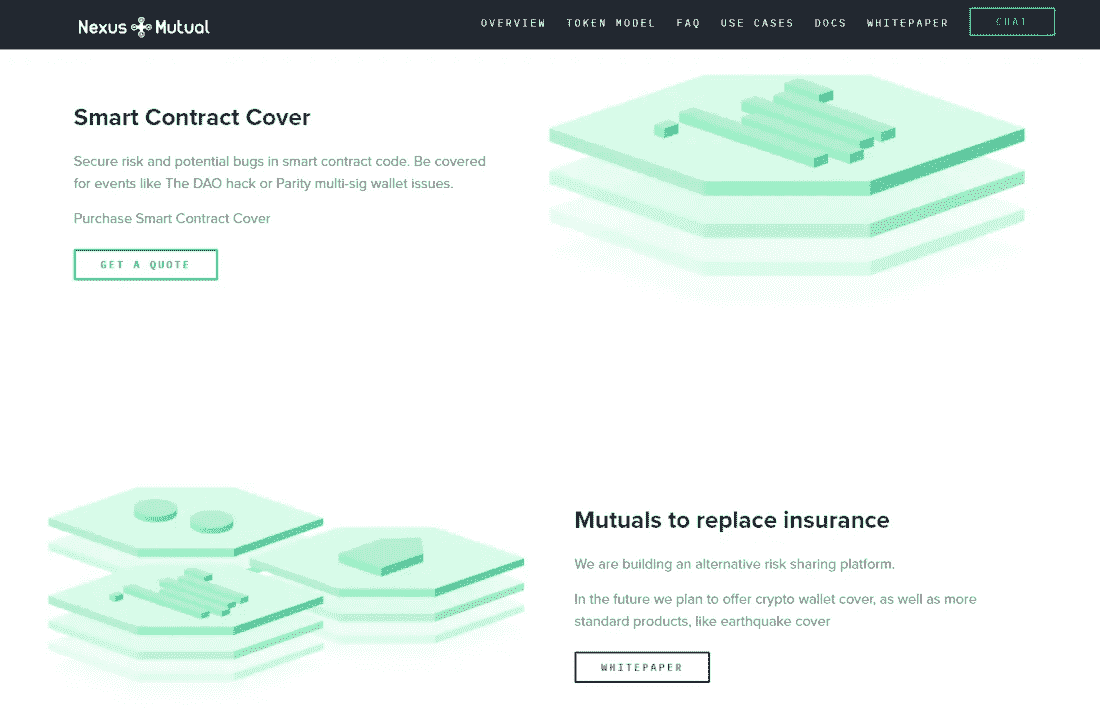 Nexus Mutual OVERVIEW TOKEN MODEL FAQ USE CASES DOCS WHITEPAPER CHAT
Smart Contract Cover
Secure risk and potential bugs in smart contract code. Be covered
for events like The DAO hack or Parity multi-sig wallet issues.
Purchase Smart Contract Cover
GET A QUOTE
Mutuals to replace insurance
We are building an alternative risk sharing platform.
In the future we plan to offer crypto wallet cover, as well as more
standard products, like earthquake cover
WHITEPAPER